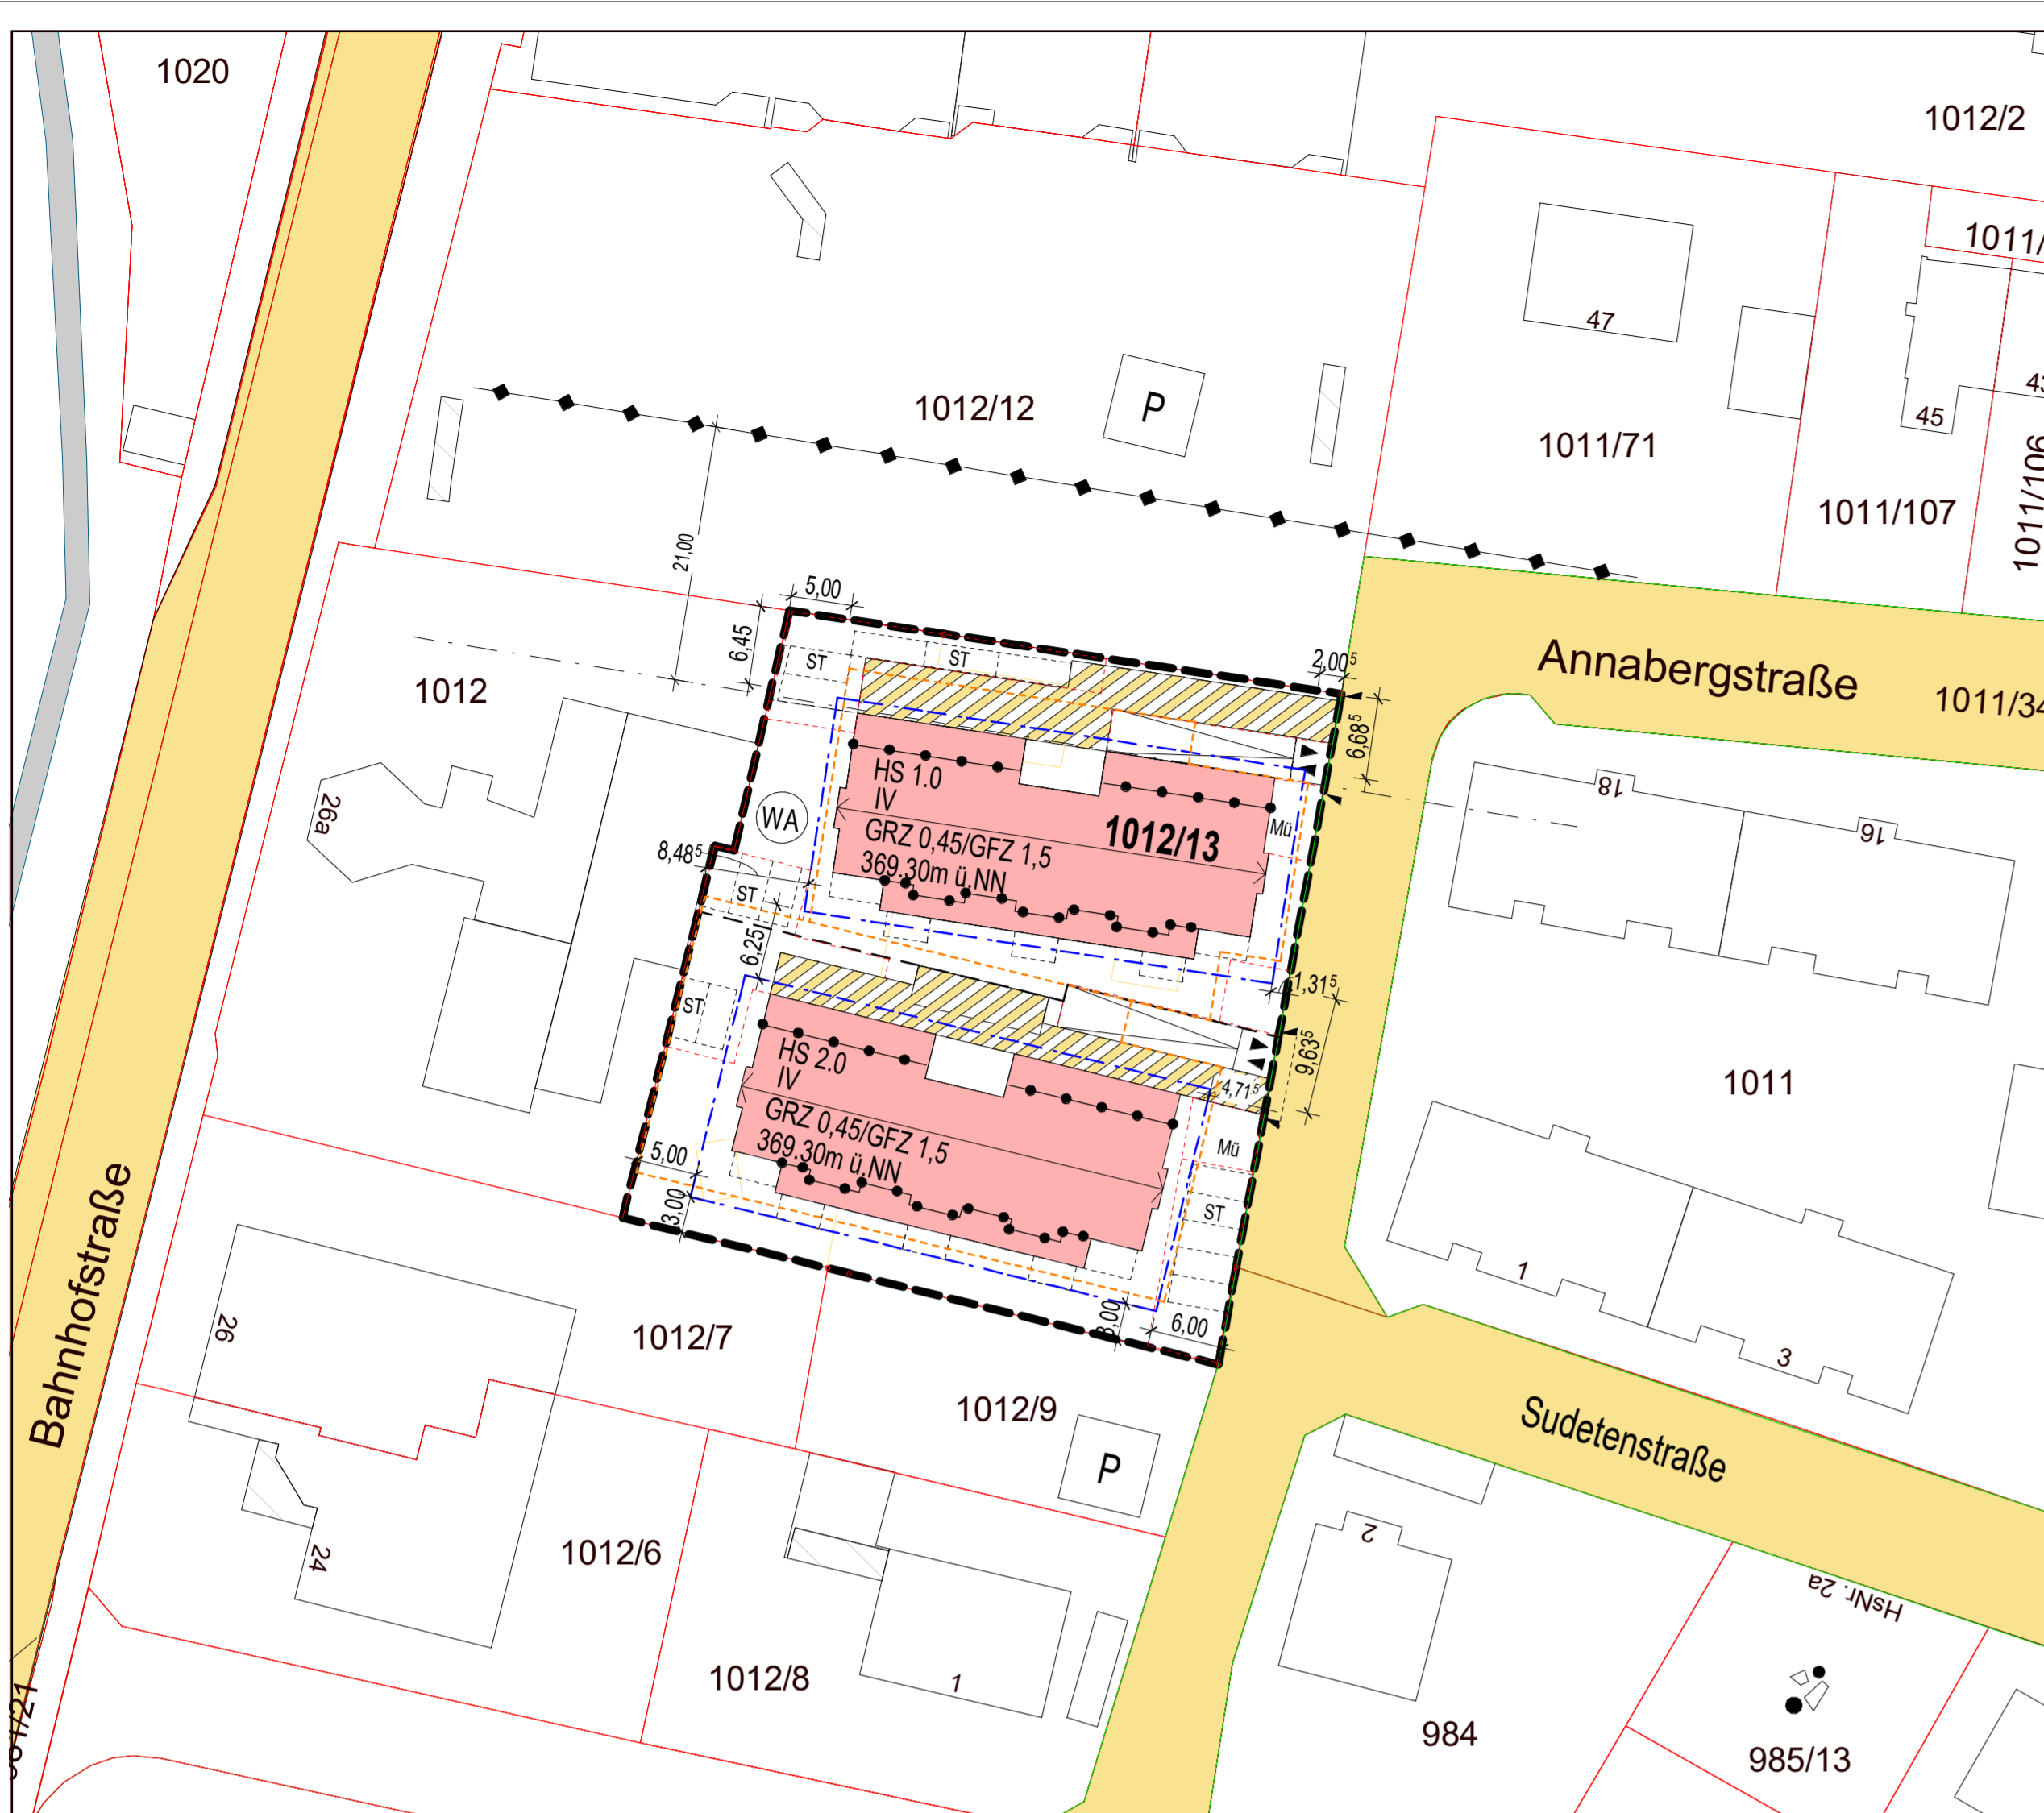 1020
1012/2
1011/
47
45
43
1012/12
P
1011/71
1011/107
1011/106
21,00
5,00
6,45
ST
ST
2,00⁵
Annabergstraße
1011/34
1012
6,68⁵
HS 1.0
IV
GRZ 0,45/GFZ 1,5
369.30m ü.NN
1012/13
WA
Mü
26a
18
16
8,48⁵
ST
6,25
1,31⁵
ST
9,63⁵
HS 2.0
IV
GRZ 0,45/GFZ 1,5
369.30m ü.NN
4,71⁵
1011
Mü
5,00
3,00
ST
3,00
6,00
1
3
Bahnhofstraße
26
1012/7
1012/9
P
Sudetenstraße
24
1012/6
2
HsNr. 2a
1012/8
1
984
985/13